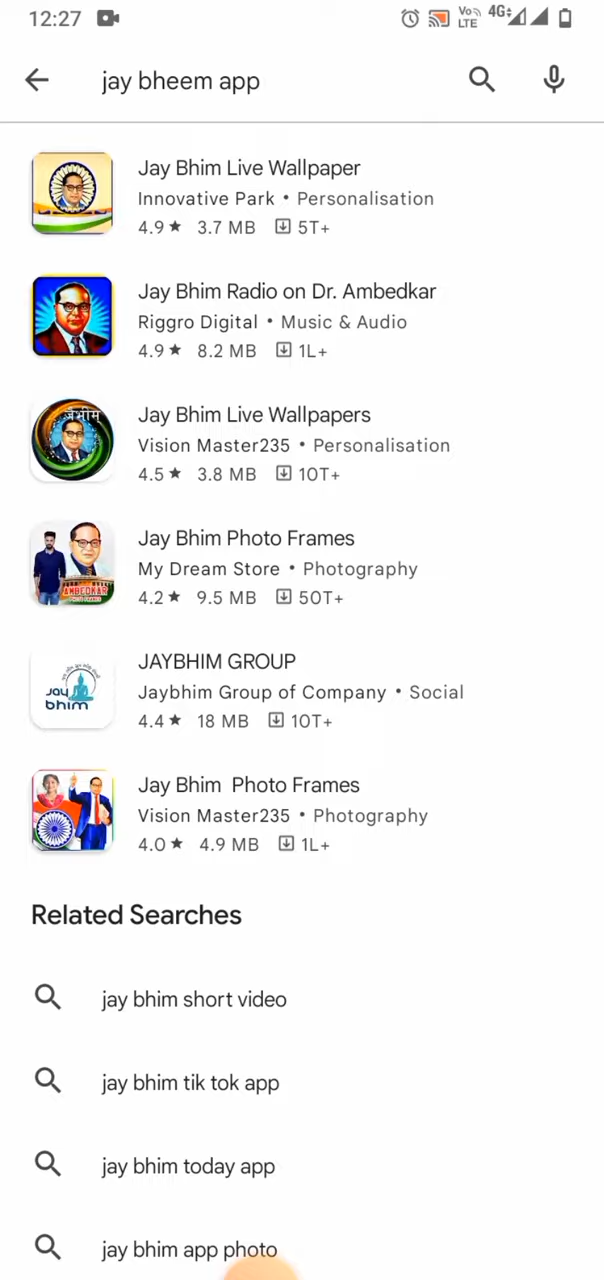 12:27
Vo
LTE
4G
jay bheem app
Jay Bhim Live Wallpaper
Innovative Park • Personalisation
4.9 ★ 3.7 MB 5T+
Jay Bhim Radio on Dr. Ambedkar
Riggro Digital • Music & Audio
4.9 ★ 8.2 MB 1L+
जय भीम
Jay Bhim Live Wallpapers
Vision Master235 • Personalisation
4.5 ★ 3.8 MB 10T+
AMBEDKAR
Jay Bhim Photo Frames
My Dream Store • Photography
4.2 ★ 9.5 MB 50T+
jay
bhim
JAYBHIM GROUP
Jaybhim Group of Company • Social
4.4 ★ 18 MB 10T+
Jay Bhim Photo Frames
Vision Master235 • Photography
4.0 ★ 4.9 MB 1L+
Related Searches
jay bhim short video
jay bhim tik tok app
jay bhim today app
jay bhim app photo